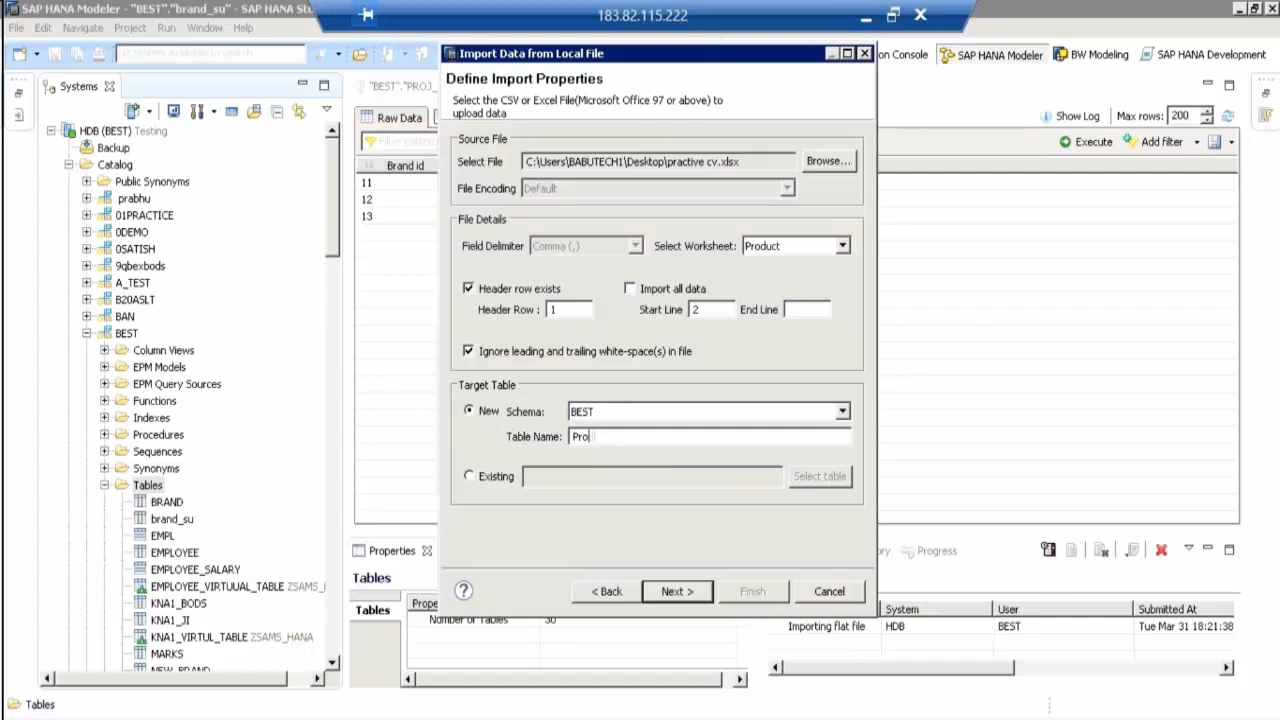 SAP HANA Modeler - "BEST"."brand_su" - SAP HANA Stu
183.82.115.222
File Edit Navigate Project Run Window Help
on Console SAP HANA Modeler BW Modeling SAP HANA Development
Systems
HDB (BEST) Testing
Backup
Catalog
Public Synonyms
prabhu
01PRACTICE
0DEMO
0SATISH
9qbexbods
A_TEST
B20ASLT
BAN
BEST
Column Views
EPM Models
EPM Query Sources
Functions
Indexes
Procedures
Sequences
Synonyms
Tables
BRAND
brand_su
EMPL
EMPLOYEE
EMPLOYEE_SALARY
EMPLOYEE_VIRTUUAL_TABLE ZSAMS_I
KNA1_BODS
KNA1_JI
KNA1_VIRTUL_TABLE ZSAMS_HANA
MARKS
NEW_BRAND
Tables
"BEST"."PROJ_
Raw Data
Filter pattern
Brand id
11
12
13
Show Log Max rows: 200
Execute Add filter
Import Data from Local File
Define Import Properties
Select the CSV or Excel File(Microsoft Office 97 or above) to
upload data
Source File
Select File C:\Users\BABUTECH1\Desktop\practive cv.xlsx Browse...
File Encoding Default
File Details
Field Delimiter Comma (,) Select Worksheet: Product
Header row exists Import all data
Header Row : 1 Start Line 2 End Line
Ignore leading and trailing white-space(s) in file
Target Table
New Schema: BEST
Table Name: Pro
Existing Select table
< Back Next > Finish Cancel
Properties
Tables
Tables
Prope
Number of Tables 30
ory Progress
System User Submitted At
Importing flat file HDB BEST Tue Mar 31 18:21:38